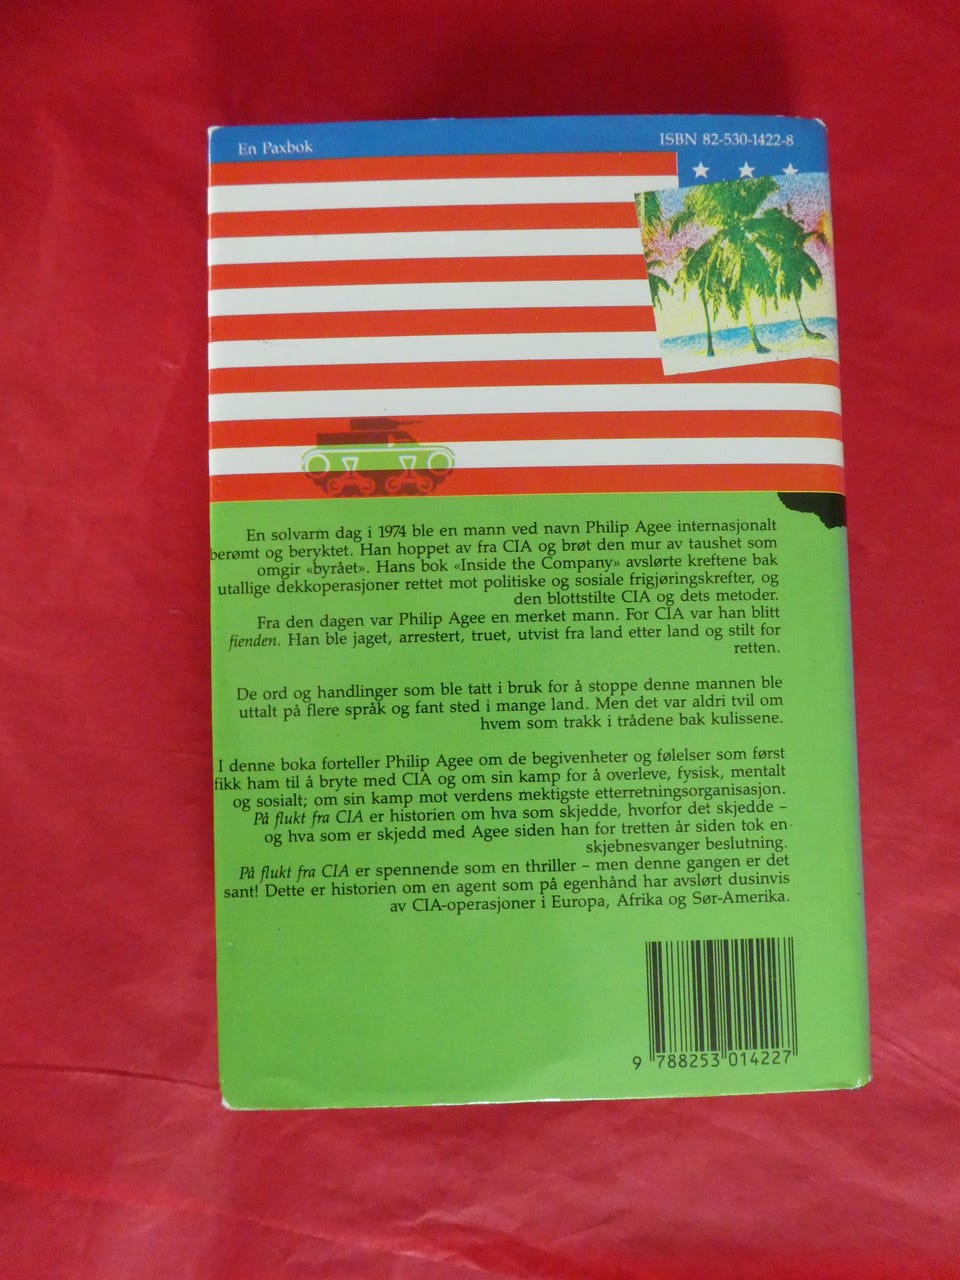 En Paxbok
ISBN 82-530-1422-8
En solvarm dag i 1974 ble en mann ved navn Philip Agee internasjonalt
berømt og beryktet. Han hoppet av fra CIA og brøt den mur av taushet som
omgir «byrået». Hans bok «Inside the Company» avslørte kreftene bak
utallige dekkoperasjoner rettet mot politiske og sosiale frigjøringskrefter, og
den blottstilte CIA og dets metoder.
Fra den dagen var Philip Agee en merket mann. For CIA var han blitt
fienden. Han ble jaget, arrestert, truet, utvist fra land etter land og stilt for
retten.
De ord og handlinger som ble tatt i bruk for å stoppe denne mannen ble
uttalt på flere språk og fant sted i mange land. Men det var aldri tvil om
hvem som trakk i trådene bak kulissene.
I denne boka forteller Philip Agee om de begivenheter og følelser som først
fikk ham til å bryte med CIA og om sin kamp for å overleve, fysisk, mentalt
og sosialt; om sin kamp mot verdens mektigste etterretningsorganisasjon.
På flukt fra CIA er historien om hva som skjedde, hvorfor det skjedde –
og hva som er skjedd med Agee siden han for tretten år siden tok en
skjebnesvanger beslutning.
På flukt fra CIA er spennende som en thriller – men denne gangen er det
sant! Dette er historien om en agent som på egenhånd har avslørt dusinvis
av CIA-operasjoner i Europa, Afrika og Sør-Amerika.
9 788253 014227